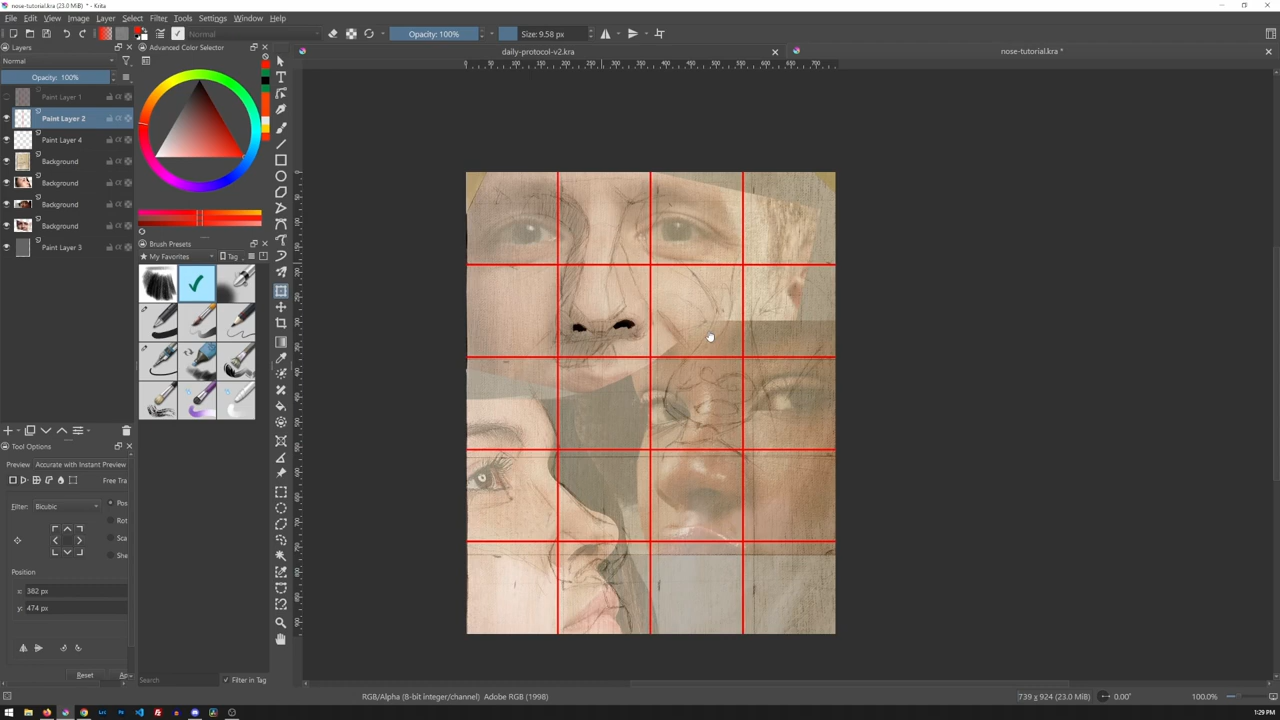 nose-tutorial.kra (23.0 MiB) * - Krita
File Edit View Image Layer Select Filter Tools Settings Window Help
Normal Opacity: 100% Size: 9.58 px
Layers Advanced Color Selector daily-protocol-v2.kra nose-tutorial.kra *
Normal
Opacity: 100%
Paint Layer 1
Paint Layer 2
Paint Layer 4
Background
Background
Background
Background
Paint Layer 3
Brush Presets
My Favorites Tag
Tool Options
Preview Accurate with Instant Preview
Free Tra
Filter: Bicubic Pos
Rot
Sca
She
Position
x: 382 px
y: 474 px
Reset Ap
Search Filter in Tag
RGB/Alpha (8-bit integer/channel) Adobe RGB (1998) 739 x 924 (23.0 MiB) 0.00° 100.0%
1:29 PM